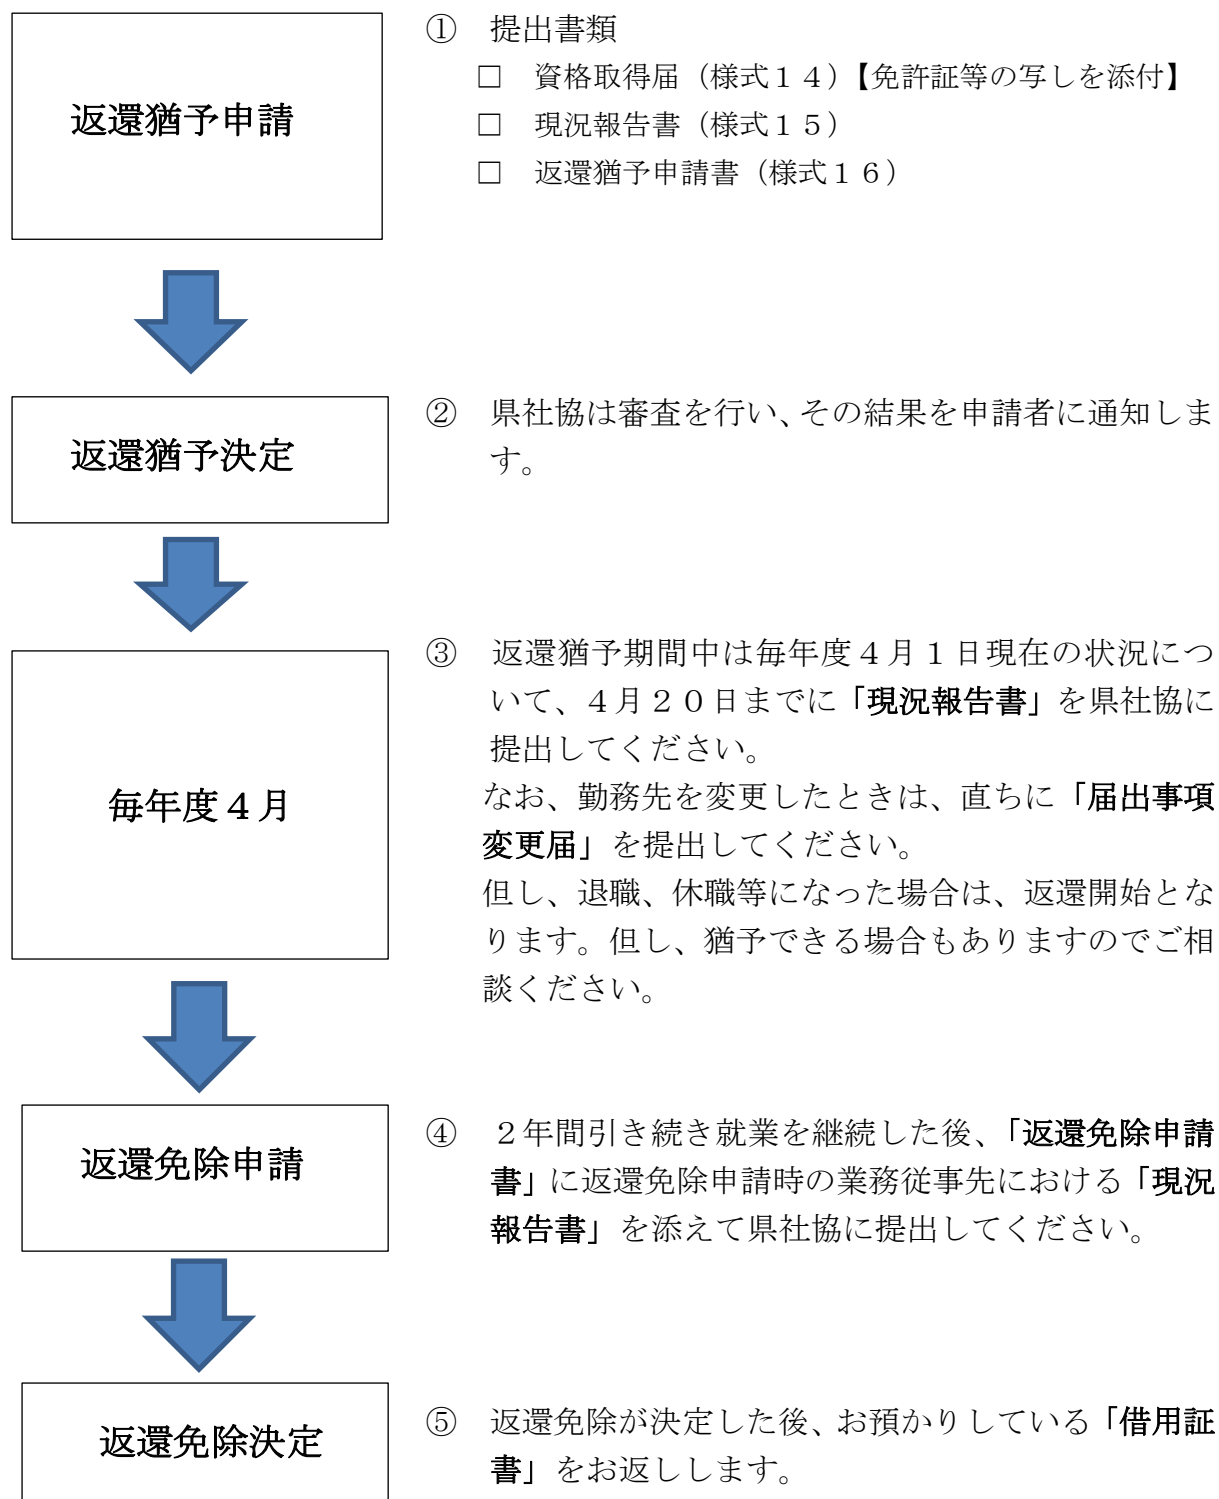 返還猶予申請
① 提出書類
□ 資格取得届（様式１４）【免許証等の写しを添付】
□ 現況報告書（様式１５）
□ 返還猶予申請書（様式１６）
返還猶予決定
② 県社協は審査を行い、その結果を申請者に通知しま
す。
毎年度４月
③ 返還猶予期間中は毎年度４月１日現在の状況につ
いて、４月２０日までに「現況報告書」を県社協に
提出してください。
なお、勤務先を変更したときは、直ちに「届出事項
変更届」を提出してください。
但し、退職、休職等になった場合は、返還開始とな
ります。但し、猶予できる場合もありますのでご相
談ください。
返還免除申請
④ ２年間引き続き就業を継続した後、「返還免除申請
書」に返還免除申請時の業務従事先における「現況
報告書」を添えて県社協に提出してください。
返還免除決定
⑤ 返還免除が決定した後、お預かりしている「借用証
書」をお返しします。